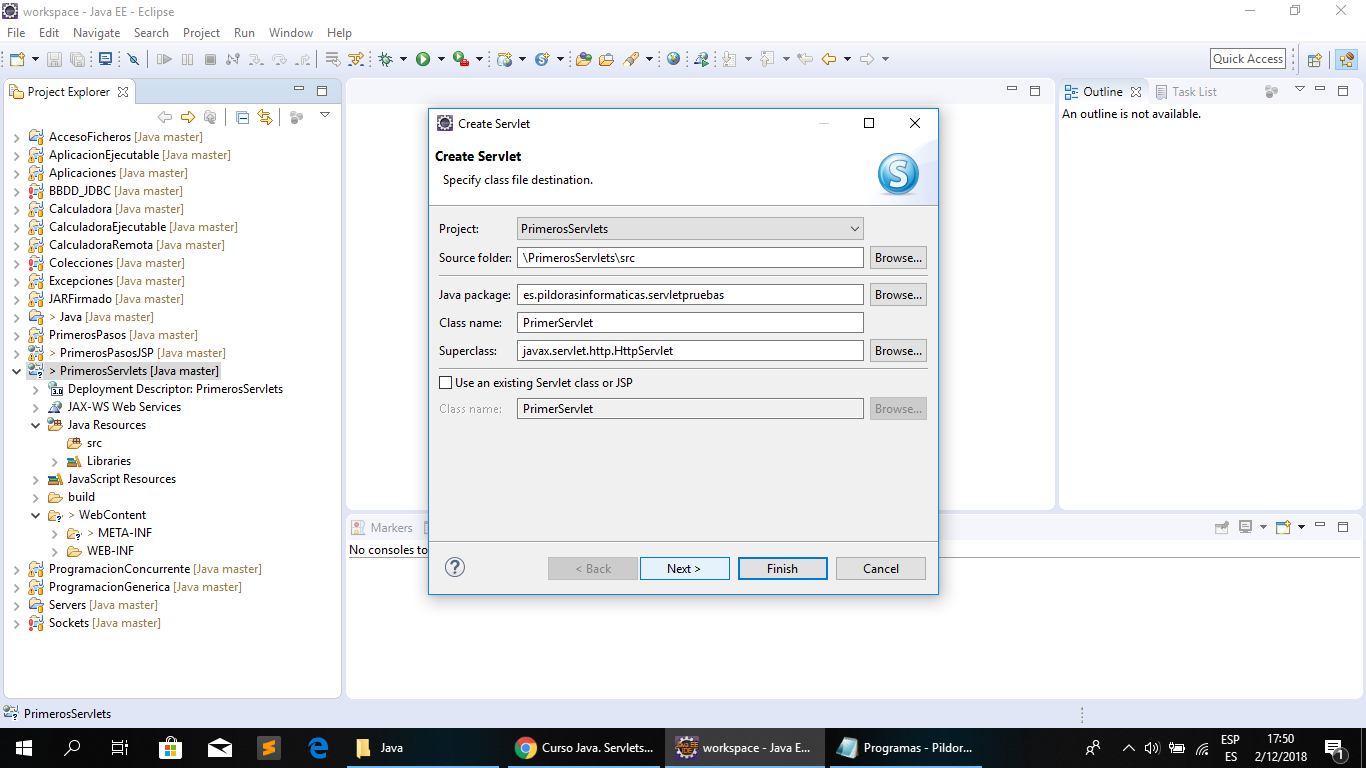 workspace - Java EE - Eclipse
File Edit Navigate Search Project Run Window Help
Quick Access
Project Explorer
AccesoFicheros [Java master]
AplicacionEjecutable [Java master]
Aplicaciones [Java master]
BBDD_JDBC [Java master]
Calculadora [Java master]
CalculadoraEjecutable [Java master]
CalculadoraRemota [Java master]
Colecciones [Java master]
Excepciones [Java master]
JARFirmado [Java master]
> Java [Java master]
PrimerosPasos [Java master]
> PrimerosPasosJSP [Java master]
> PrimerosServlets [Java master]
Deployment Descriptor: PrimerosServlets
JAX-WS Web Services
Java Resources
src
Libraries
JavaScript Resources
build
> WebContent
> META-INF
WEB-INF
ProgramacionConcurrente [Java master]
ProgramacionGenerica [Java master]
Servers [Java master]
Sockets [Java master]
Create Servlet
Create Servlet
Specify class file destination.
S
Project: PrimerosServlets
Source folder: \PrimerosServlets\src Browse...
Java package: es.pildorasinformaticas.servletpruebas Browse...
Class name: PrimerServlet
Superclass: javax.servlet.http.HttpServlet Browse...
Use an existing Servlet class or JSP
Class name: PrimerServlet Browse...
? < Back Next > Finish Cancel
Outline Task List
An outline is not available.
Markers
No consoles to
PrimerosServlets
Java
Curso Java. Servlets...
workspace - Java E...
Programas - Pildor...
ESP
ES
17:50
2/12/2018
1